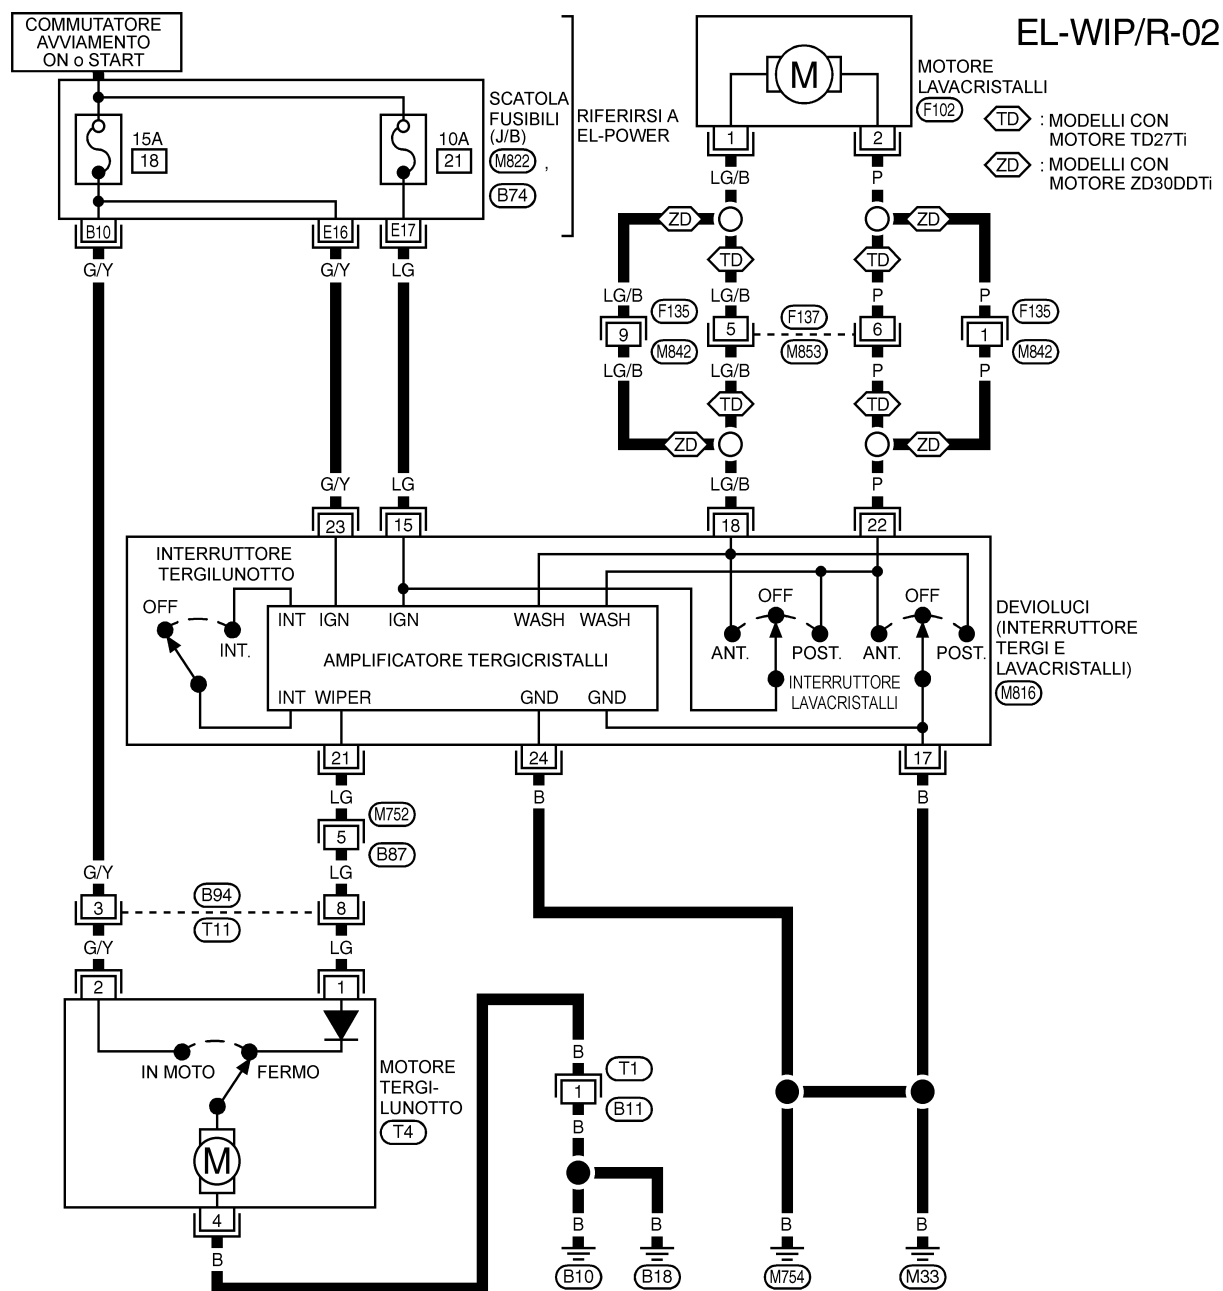 COMMUTATORE
AVVIAMENTO
ON o START
EL-WIP/R-02
SCATOLA
FUSIBILI
(J/B)
M822 ,
B74
RIFERIRSI A
EL-POWER
15A
18
10A
21
M
MOTORE
LAVACRISTALLI
F102
TD : MODELLI CON
MOTORE TD27Ti
ZD : MODELLI CON
MOTORE ZD30DDTi
1
2
B10
E16
E17
G/Y
G/Y
LG
LG/B
P
ZD
ZD
TD
TD
LG/B
LG/B
P
P
9
F135
M842
5
F137
M853
6
1
F135
M842
LG/B
LG/B
P
P
TD
TD
ZD
ZD
G/Y
LG
LG/B
P
23
15
18
22
INTERRUTTORE
TERGILUNOTTO
OFF
INT.
INT
IGN
IGN
WASH
WASH
AMPLIFICATORE TERGICRISTALLI
INT
WIPER
GND
GND
OFF
OFF
ANT.
POST.
ANT.
POST.
INTERRUTTORE
LAVACRISTALLI
DEVIOLUCI
(INTERRUTTORE
TERGI E
LAVACRISTALLI)
M816
21
24
17
LG
B
B
M752
5
B87
G/Y
LG
3
B94
T11
8
G/Y
LG
2
1
IN MOTO
FERMO
M
MOTORE
TERGI-
LUNOTTO
T4
4
B
B
T1
1
B11
B
B
B
B
B
B10
B18
M754
M33